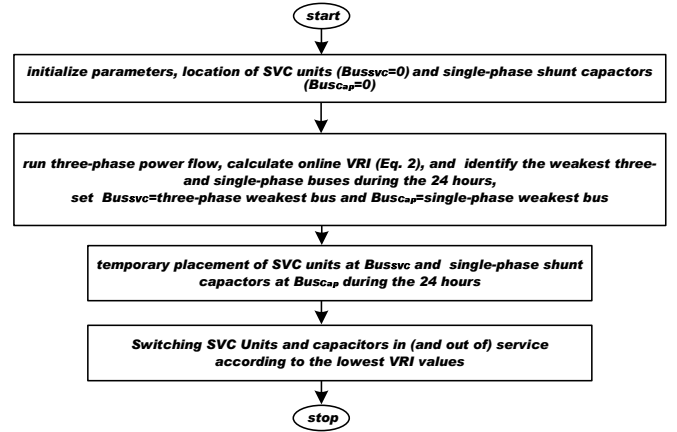 start
initialize parameters, location of SVC units (BusSVC=0) and single-phase shunt capactors
(BusCap=0)
run three-phase power flow, calculate online VRI (Eq. 2), and identify the weakest three-
and single-phase buses during the 24 hours,
set BusSVC=three-phase weakest bus and BusCap=single-phase weakest bus
temporary placement of SVC units at BusSVC and single-phase shunt
capactors at BusCap during the 24 hours
Switching SVC Units and capacitors in (and out of) service
according to the lowest VRI values
stop